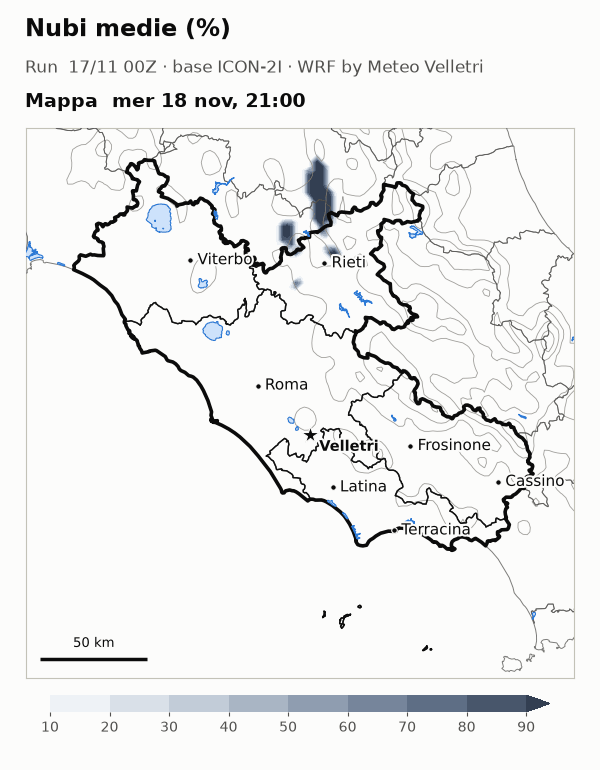 Nubi medie (%)
Run  17/11 00Z · base ICON-2I · WRF by Meteo Velletri
Mappa  mer 18 nov, 21:00
Viterbo
Rieti
Roma
Velletri
Frosinone
Latina
Cassino
Terracina
50 km
10 20 30 40 50 60 70 80 90